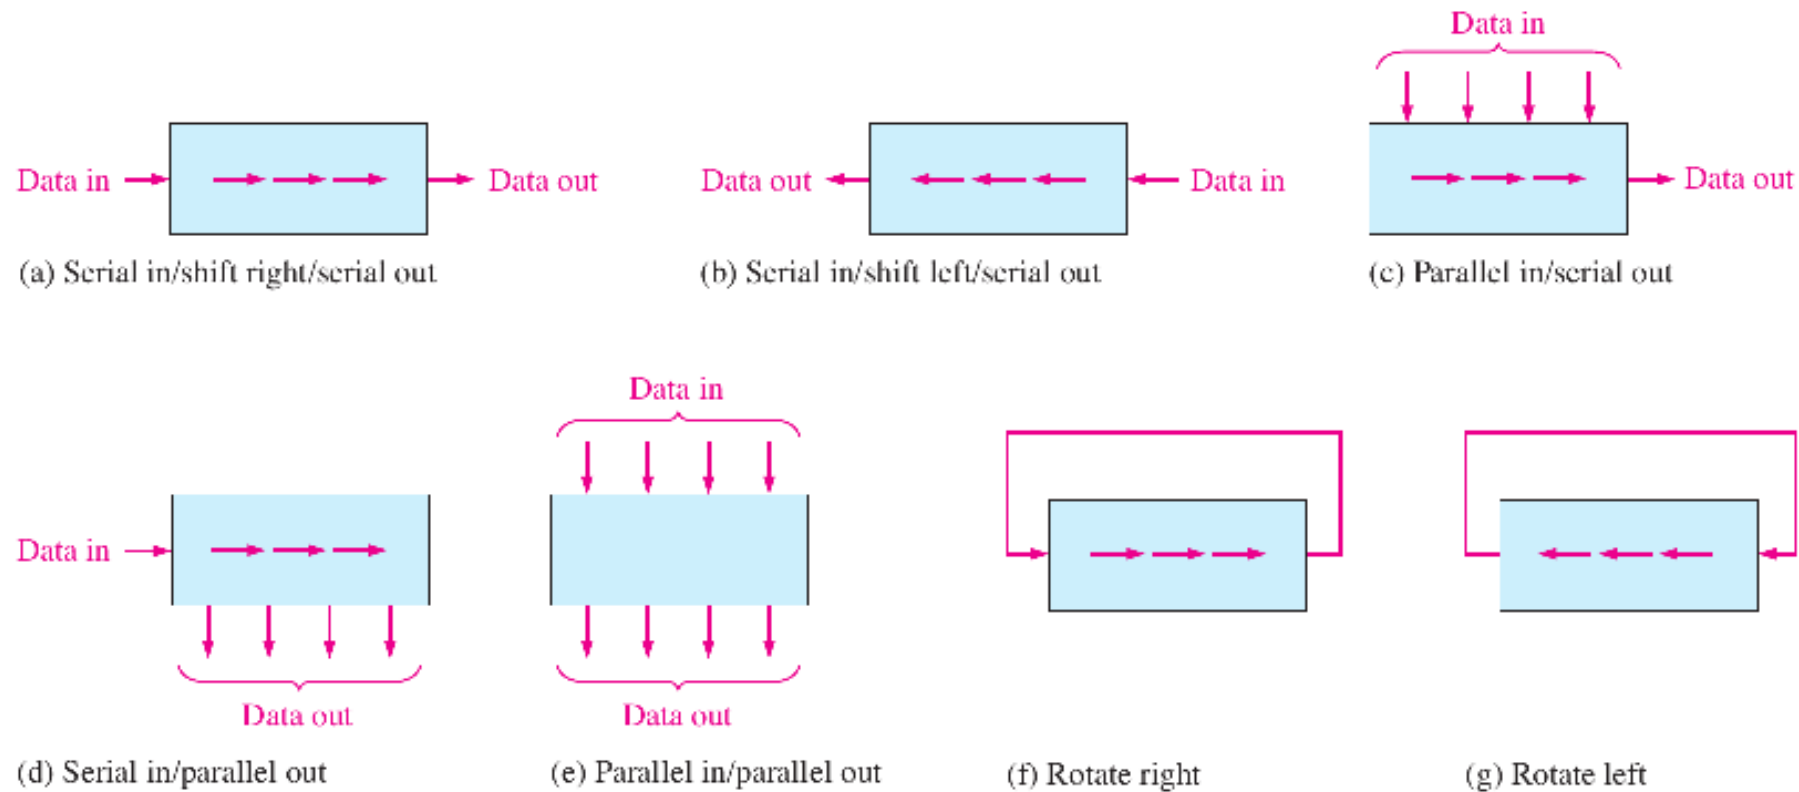 Data in
Data in
Data out
Data out
Data in
Data out
(a) Serial in/shift right/serial out
(b) Serial in/shift left/serial out
(c) Parallel in/serial out
Data in
Data in
Data out
Data out
(d) Serial in/parallel out
(e) Parallel in/parallel out
(f) Rotate right
(g) Rotate left